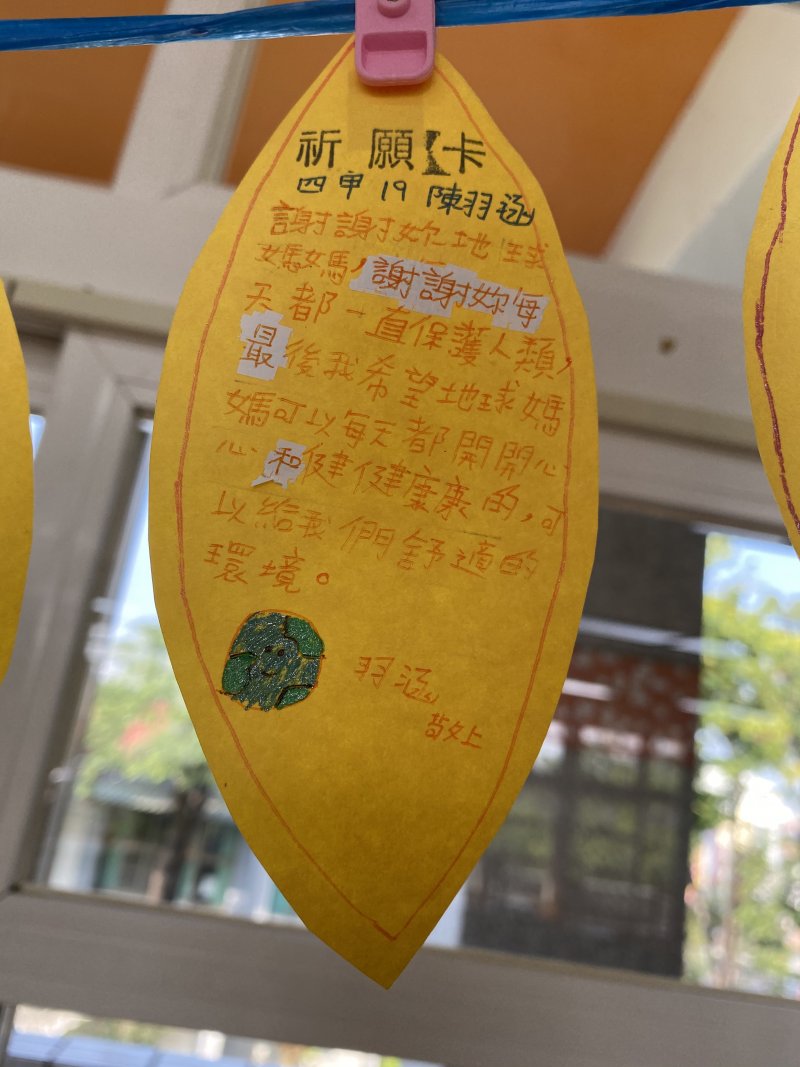 祈願卡
四甲19 陳羽涵
謝謝妳地球
媽媽，謝謝妳每
天都一直保護人類，
最後我希望地球媽
媽可以每天都開開心
心和健健康康的，可
以給我們舒適的
環境。
羽涵
敬上